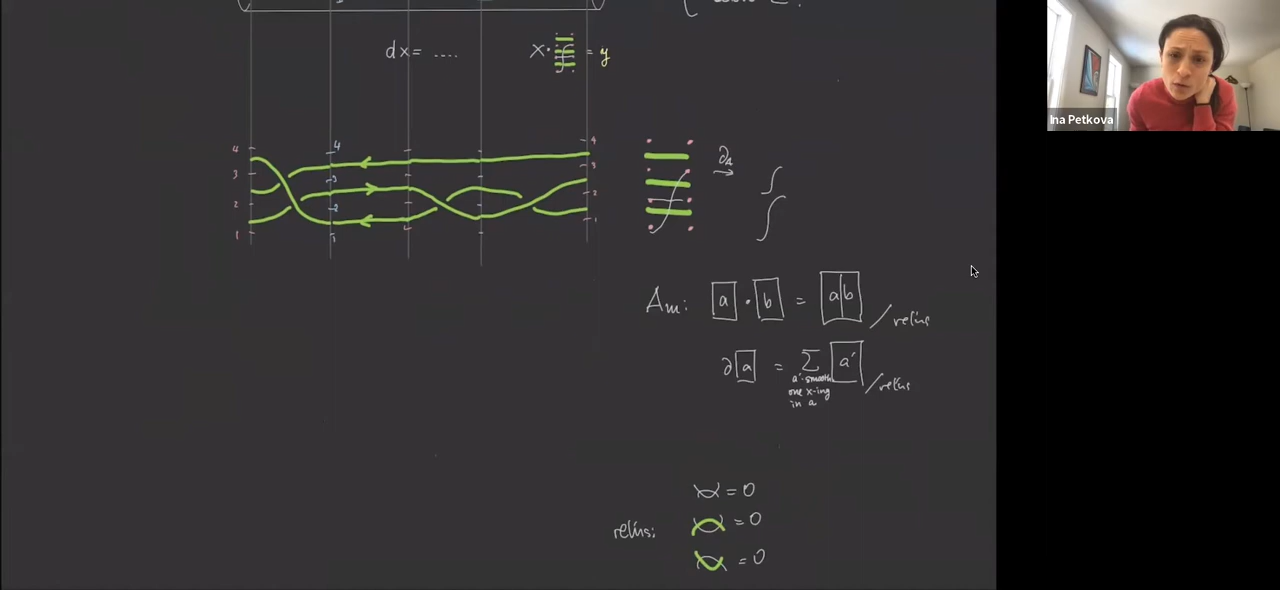 dx= .... x· = y
Ina Petkova
4 4 4
3 3 3
2 2 2
1 1 1
∂A →
Am: a · b = a|b / relns
∂ a = Σ a' / relns
a' smooth
one x-ing
in a
= 0
relns: = 0
= 0